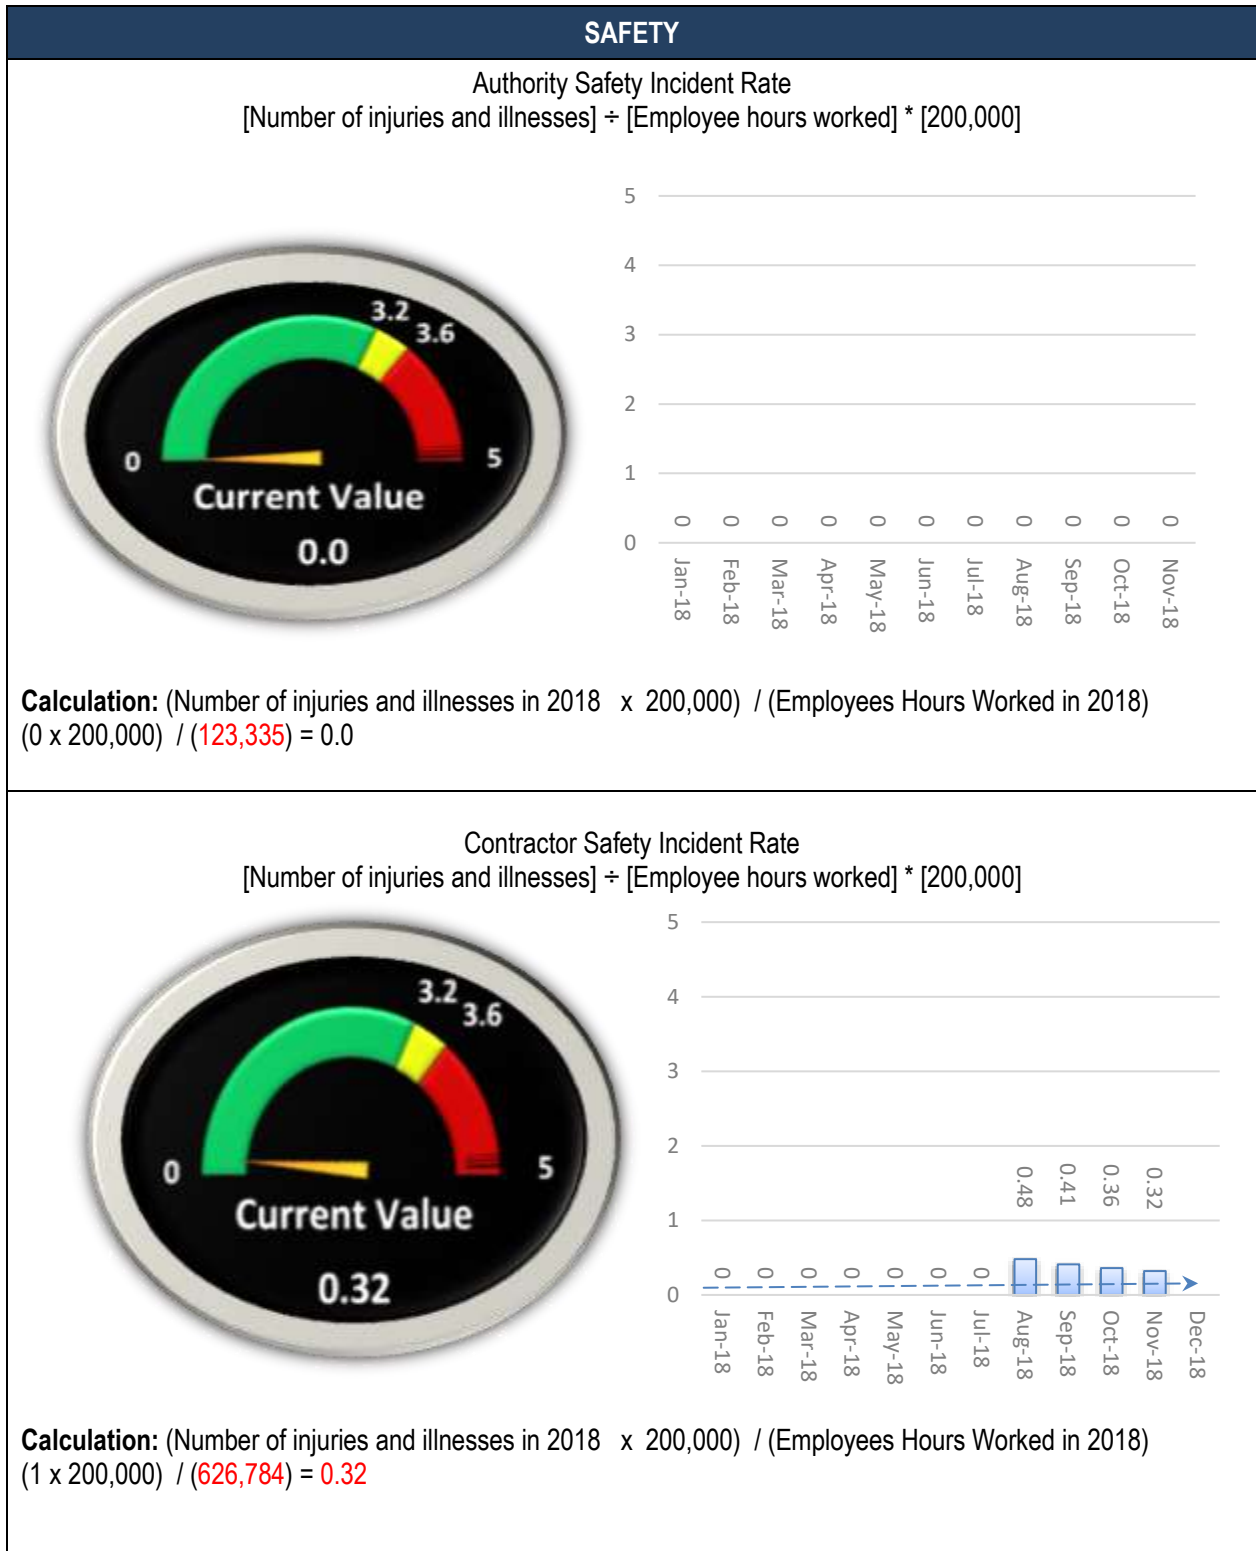 SAFETY
Authority Safety Incident Rate
[Number of injuries and illnesses] ÷ [Employee hours worked] * [200,000]
3.2
3.6
0
5
Current Value
0.0
5
4
3
2
1
0
0 0 0 0 0 0 0 0 0 0 0
Jan-18 Feb-18 Mar-18 Apr-18 May-18 Jun-18 Jul-18 Aug-18 Sep-18 Oct-18 Nov-18
Calculation: (Number of injuries and illnesses in 2018 x 200,000) / (Employees Hours Worked in 2018)
(0 x 200,000) / (123,335) = 0.0
Contractor Safety Incident Rate
[Number of injuries and illnesses] ÷ [Employee hours worked] * [200,000]
3.2
3.6
0
5
Current Value
0.32
5
4
3
2
1
0
0 0 0 0 0 0 0 0.48 0.41 0.36 0.32
Jan-18 Feb-18 Mar-18 Apr-18 May-18 Jun-18 Jul-18 Aug-18 Sep-18 Oct-18 Nov-18 Dec-18
Calculation: (Number of injuries and illnesses in 2018 x 200,000) / (Employees Hours Worked in 2018)
(1 x 200,000) / (626,784) = 0.32